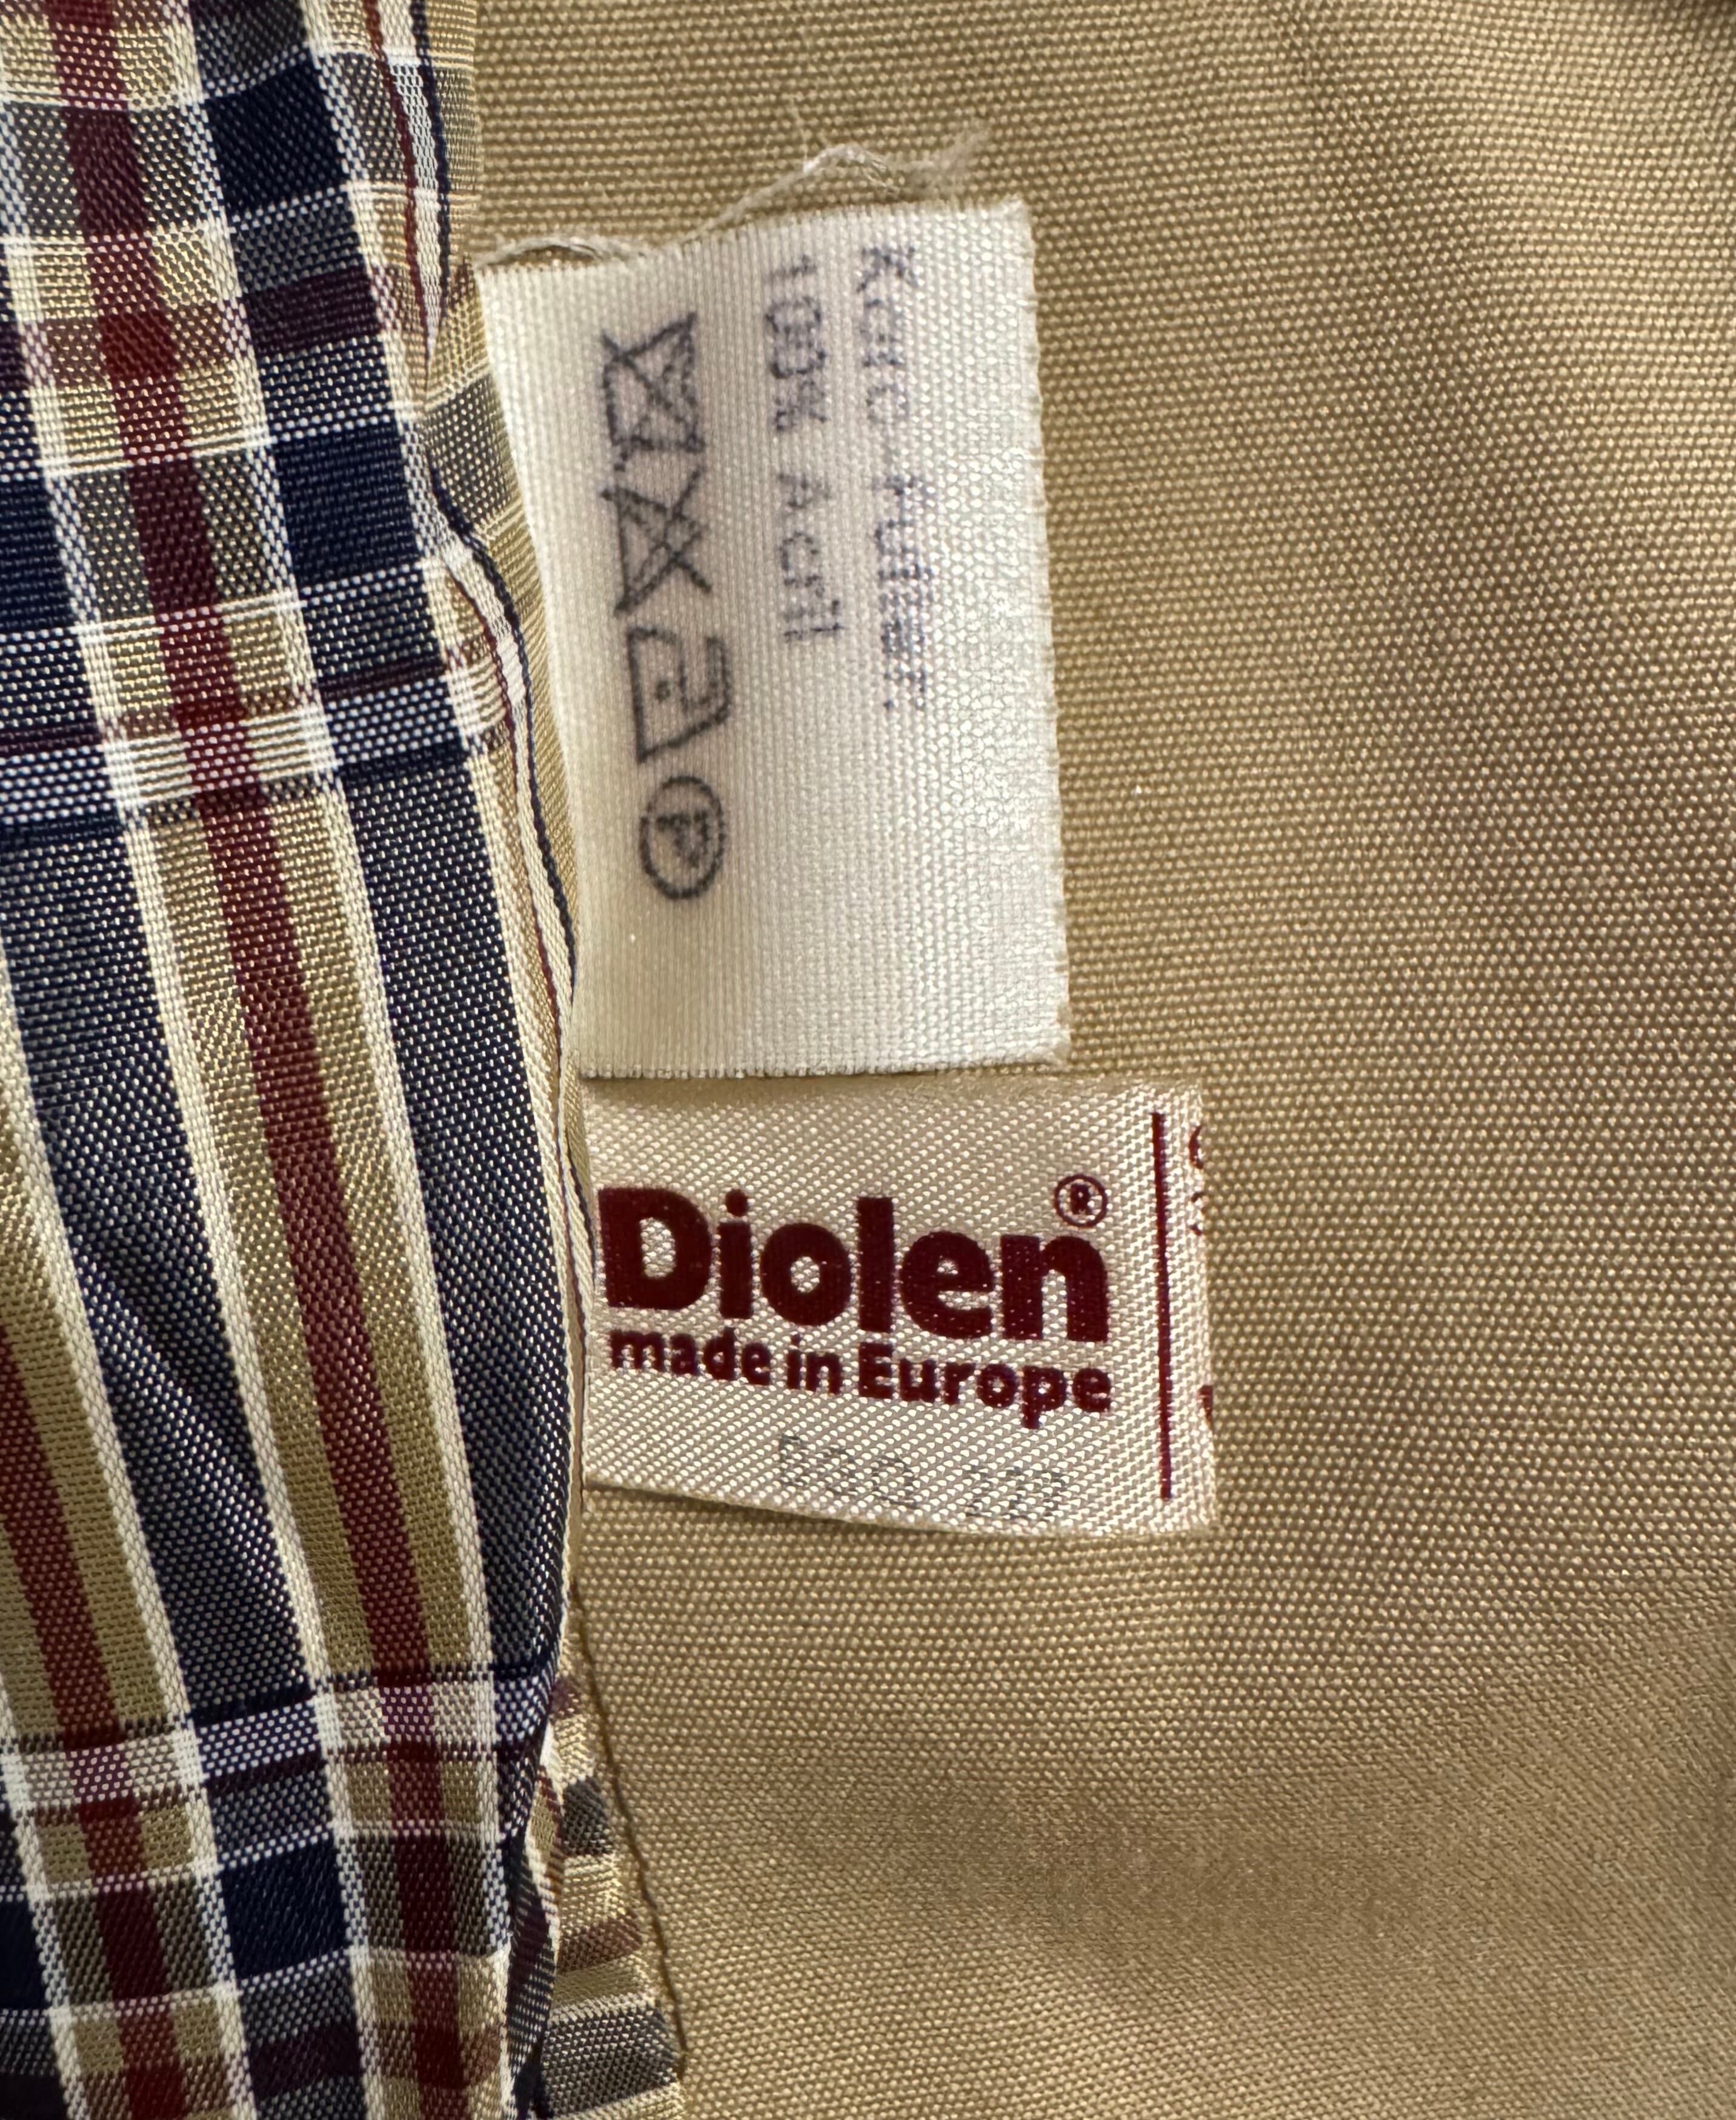 Karo-Futter:
100% Acril
P
Diolen®
made in Europe